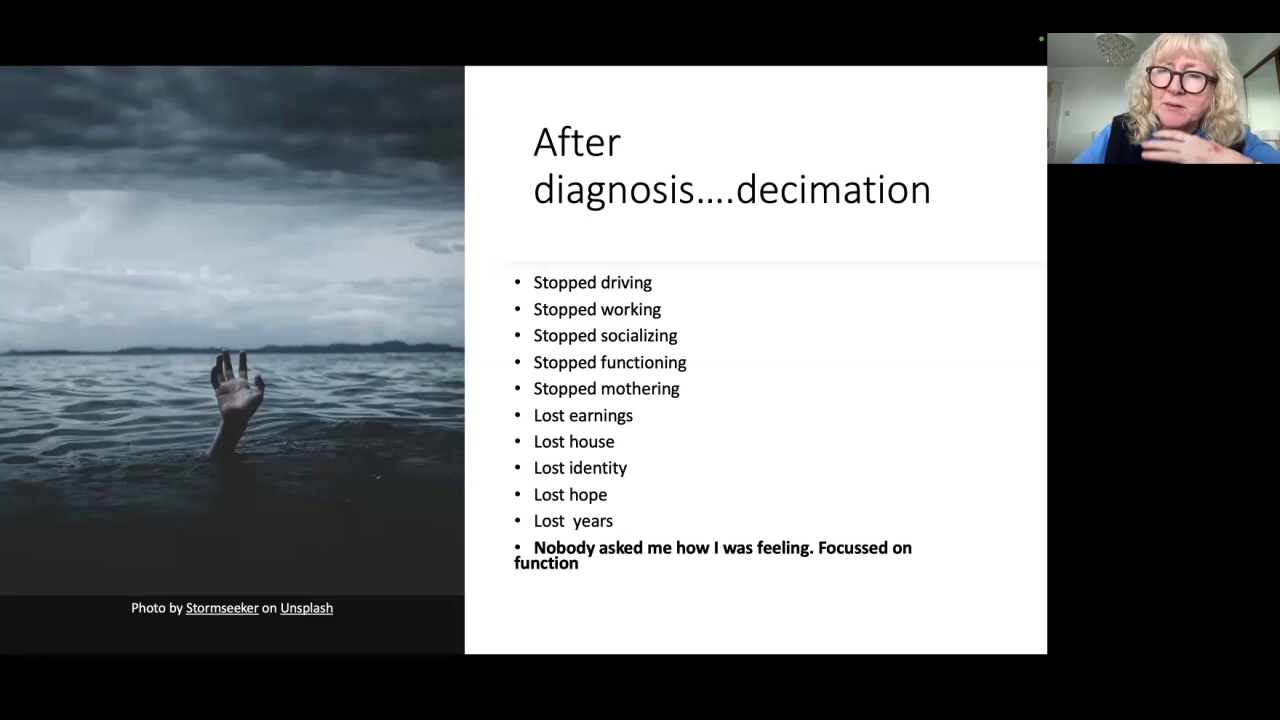 After
diagnosis....decimation
• Stopped driving
• Stopped working
• Stopped socializing
• Stopped functioning
• Stopped mothering
• Lost earnings
• Lost house
• Lost identity
• Lost hope
• Lost  years
• Nobody asked me how I was feeling. Focussed on
function
Photo by Stormseeker on Unsplash